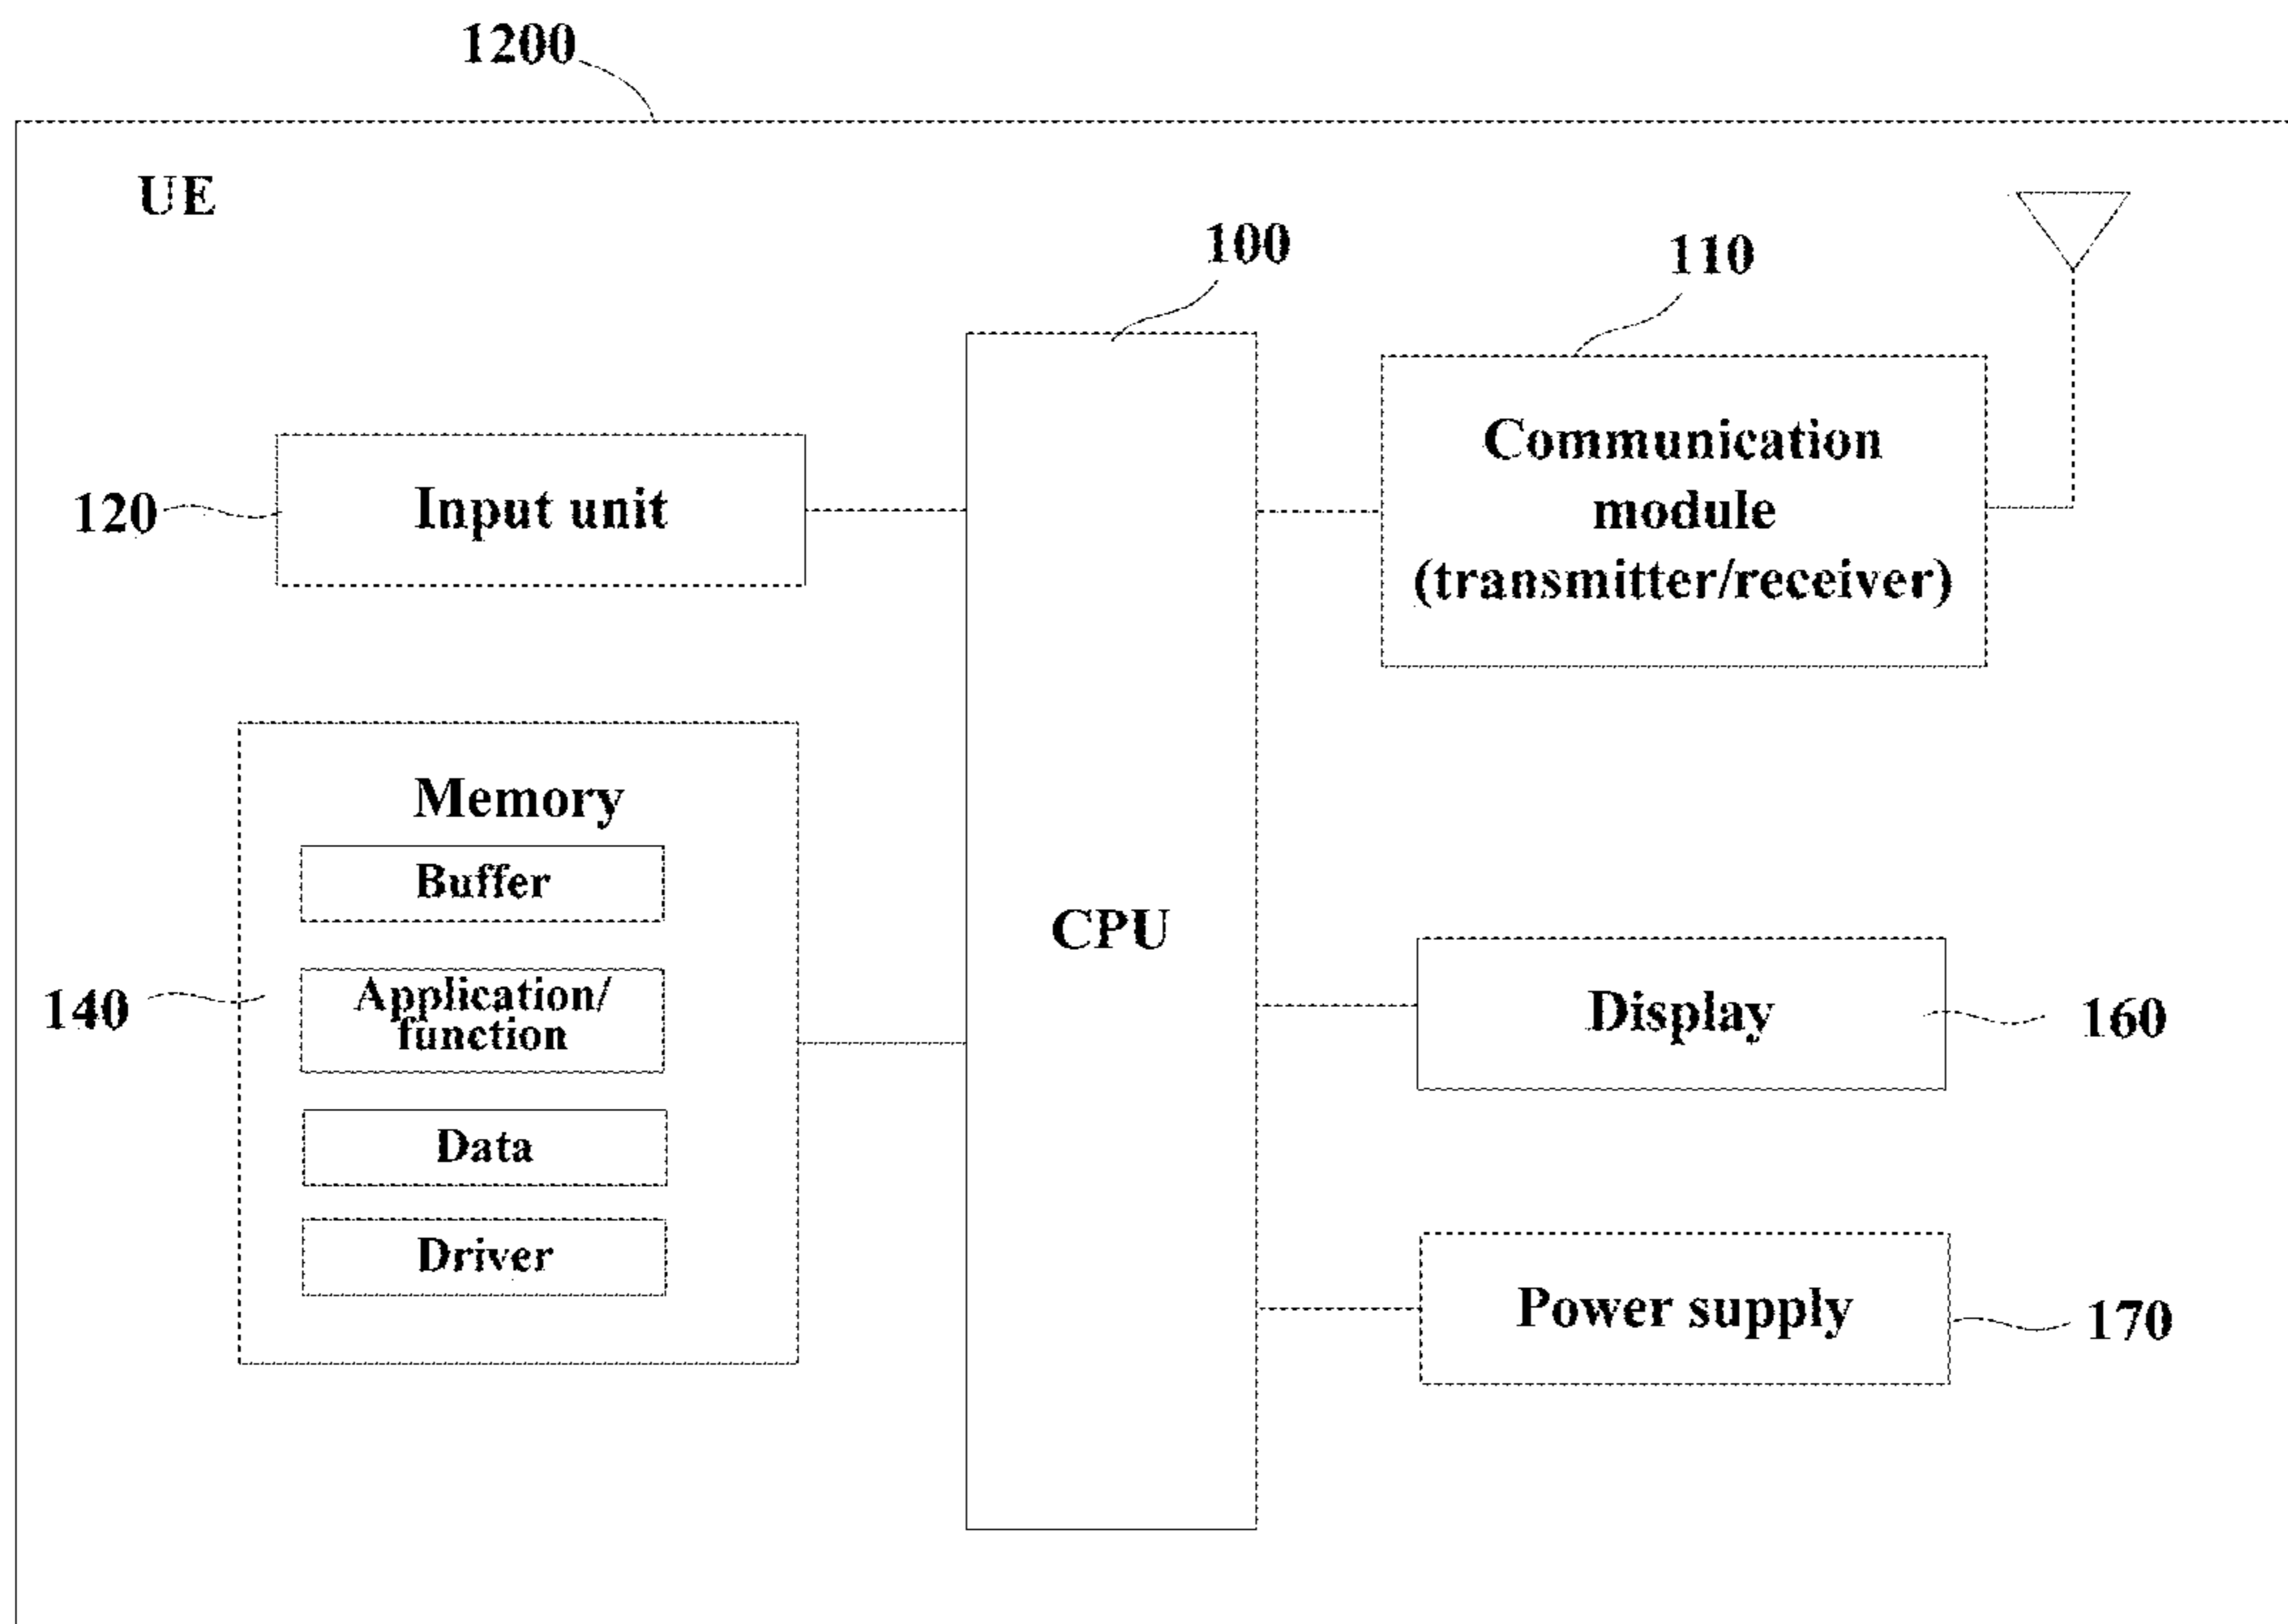 1200
UE
100
110
120
Input unit
Communication
module
(transmitter/receiver)
Memory
Buffer
140
Application/
function
Data
Driver
CPU
Display
160
Power supply
170